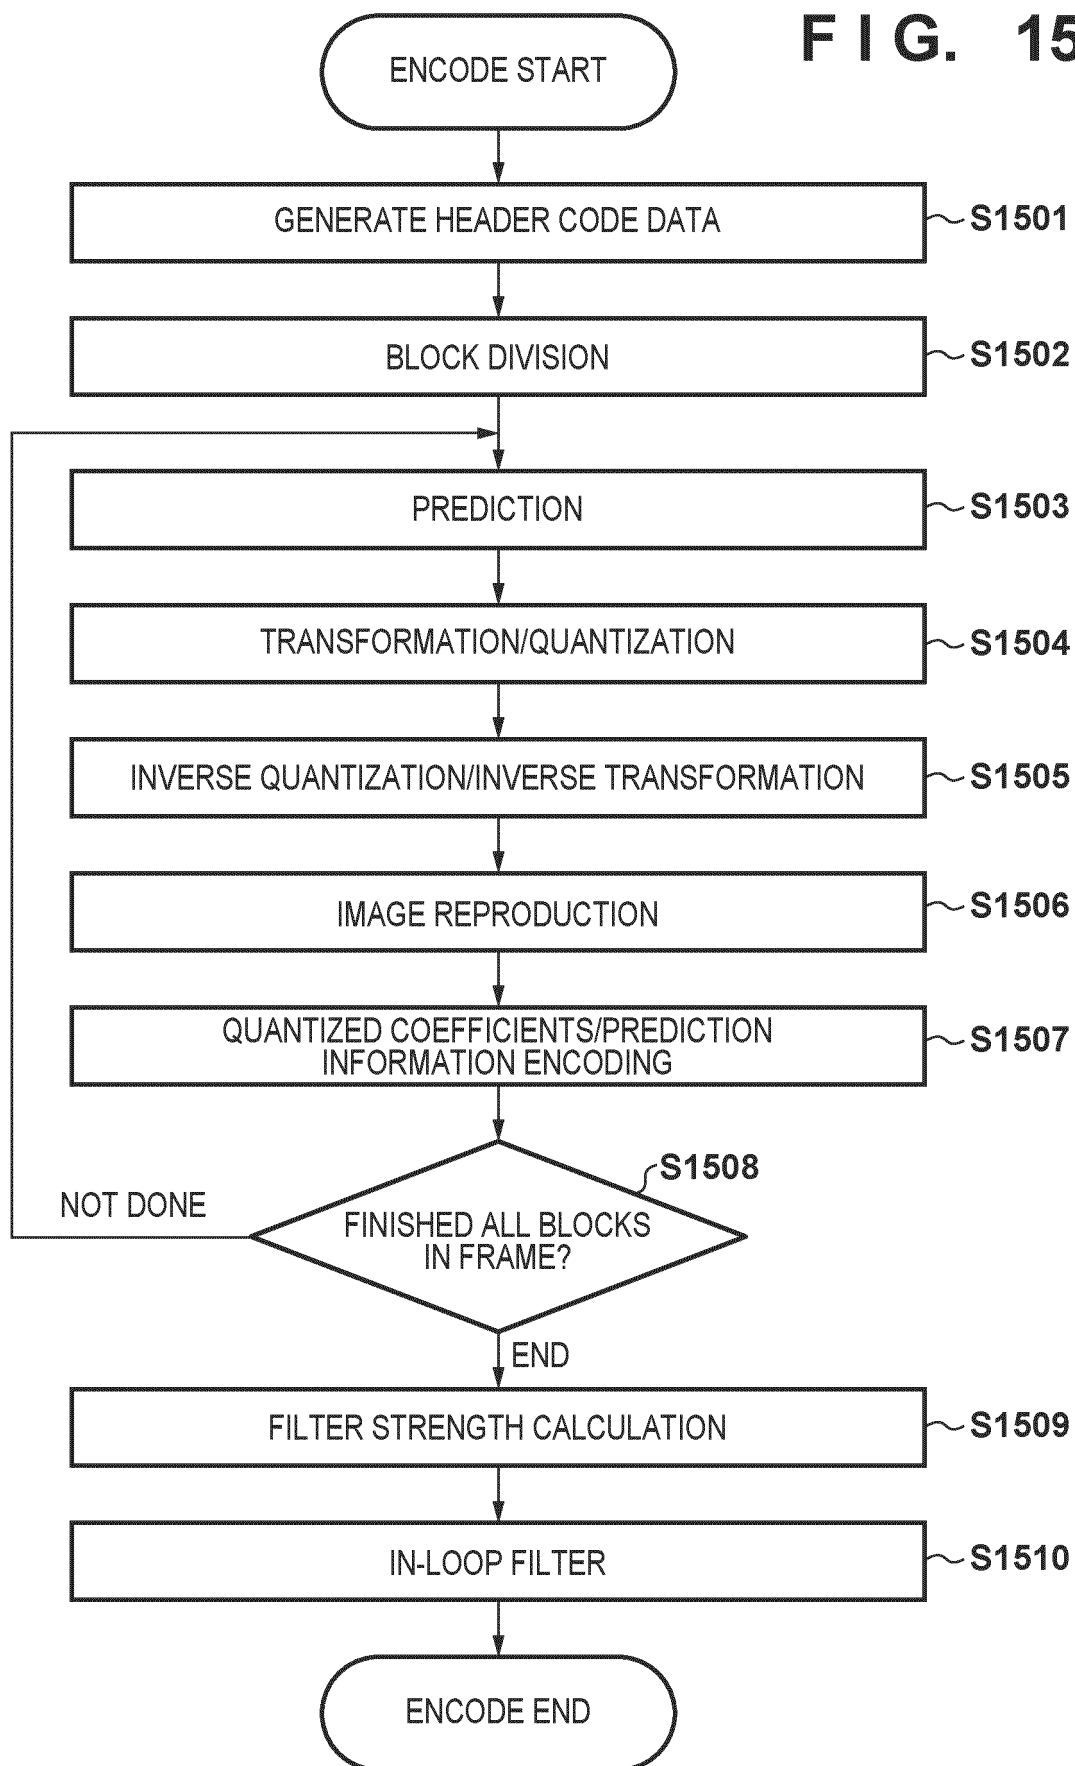 FIG. 15
ENCODE START
GENERATE HEADER CODE DATA
S1501
BLOCK DIVISION
S1502
PREDICTION
S1503
TRANSFORMATION/QUANTIZATION
S1504
INVERSE QUANTIZATION/INVERSE TRANSFORMATION
S1505
IMAGE REPRODUCTION
S1506
QUANTIZED COEFFICIENTS/PREDICTION
INFORMATION ENCODING
S1507
S1508
NOT DONE
FINISHED ALL BLOCKS
IN FRAME?
END
FILTER STRENGTH CALCULATION
S1509
IN-LOOP FILTER
S1510
ENCODE END